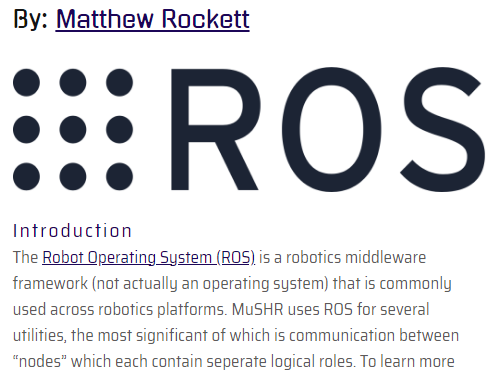 By: Matthew Rockett
ROS
Introduction
The Robot Operating System (ROS) is a robotics middleware
framework (not actually an operating system) that is commonly
used across robotics platforms. MuSHR uses ROS for several
utilities, the most significant of which is communication between
“nodes” which each contain seperate logical roles. To learn more